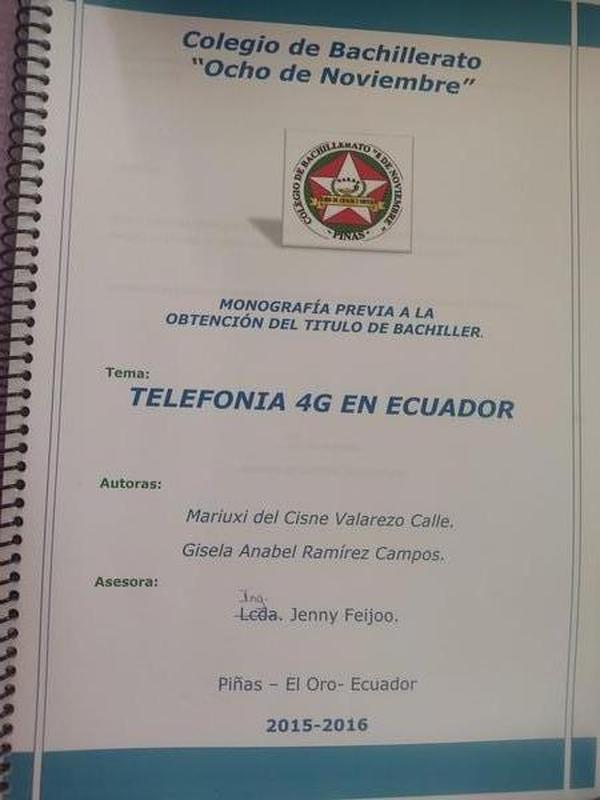 Colegio de Bachillerato
"Ocho de Noviembre"
COLEGIO DE BACHILLERATO "8 DE NOVIEMBRE"
- PIÑAS -
MONOGRAFÍA PREVIA A LA
OBTENCIÓN DEL TITULO DE BACHILLER.
Tema:
TELEFONIA 4G EN ECUADOR
Autoras:
Mariuxi del Cisne Valarezo Calle.
Gisela Anabel Ramírez Campos.
Asesora:
Ing.
Lcda. Jenny Feijoo.
Piñas – El Oro- Ecuador
2015-2016